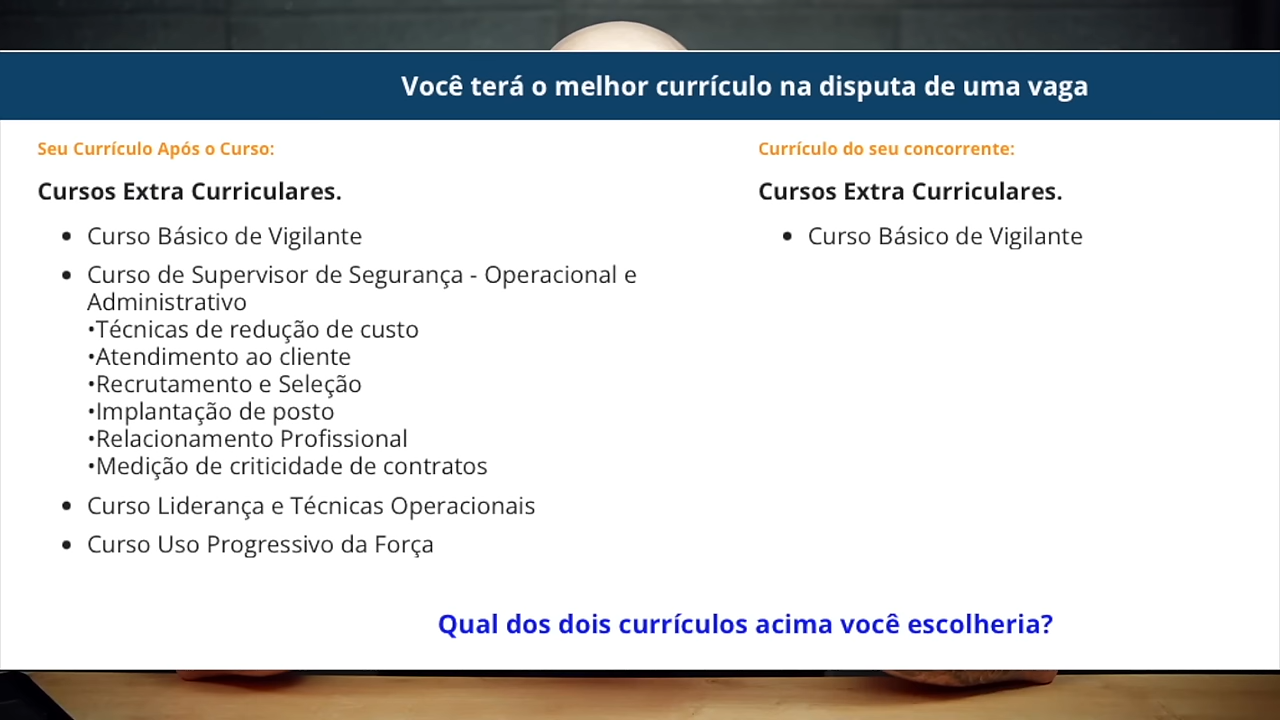 Você terá o melhor currículo na disputa de uma vaga
Seu Currículo Após o Curso:
Cursos Extra Curriculares.
• Curso Básico de Vigilante
• Curso de Supervisor de Segurança - Operacional e
Administrativo
•Técnicas de redução de custo
•Atendimento ao cliente
•Recrutamento e Seleção
•Implantação de posto
•Relacionamento Profissional
•Medição de criticidade de contratos
• Curso Liderança e Técnicas Operacionais
• Curso Uso Progressivo da Força
Currículo do seu concorrente:
Cursos Extra Curriculares.
• Curso Básico de Vigilante
Qual dos dois currículos acima você escolheria?